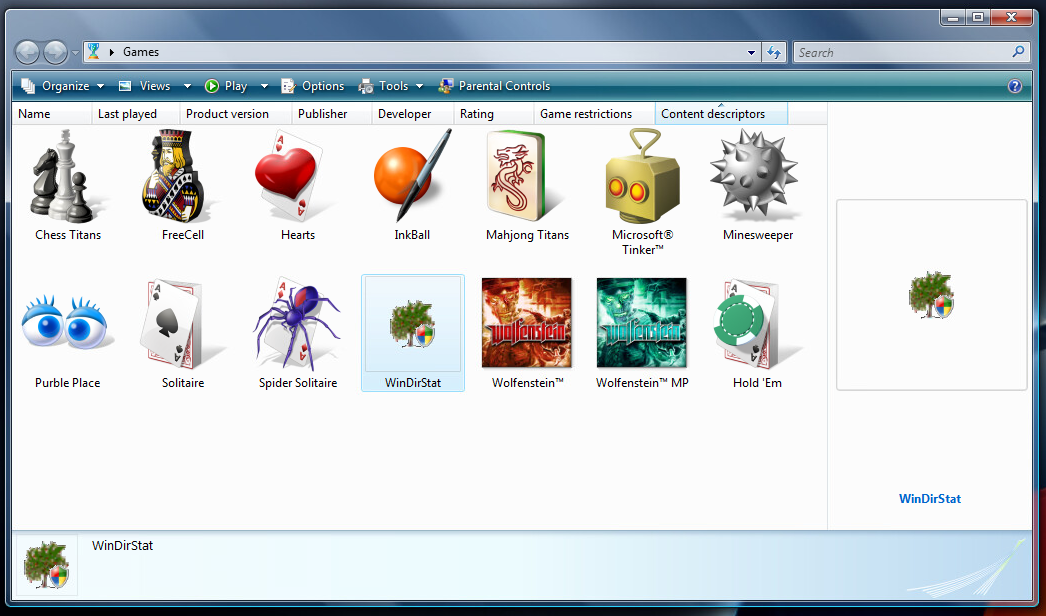 Games
Search
Organize Views Play Options Tools Parental Controls
Name Last played Product version Publisher Developer Rating Game restrictions Content descriptors
Chess Titans FreeCell Hearts InkBall Mahjong Titans Microsoft® Tinker™ Minesweeper
Purble Place Solitaire Spider Solitaire WinDirStat Wolfenstein™ Wolfenstein™ MP Hold 'Em
wolfenstein wolfenstein
WinDirStat
WinDirStat